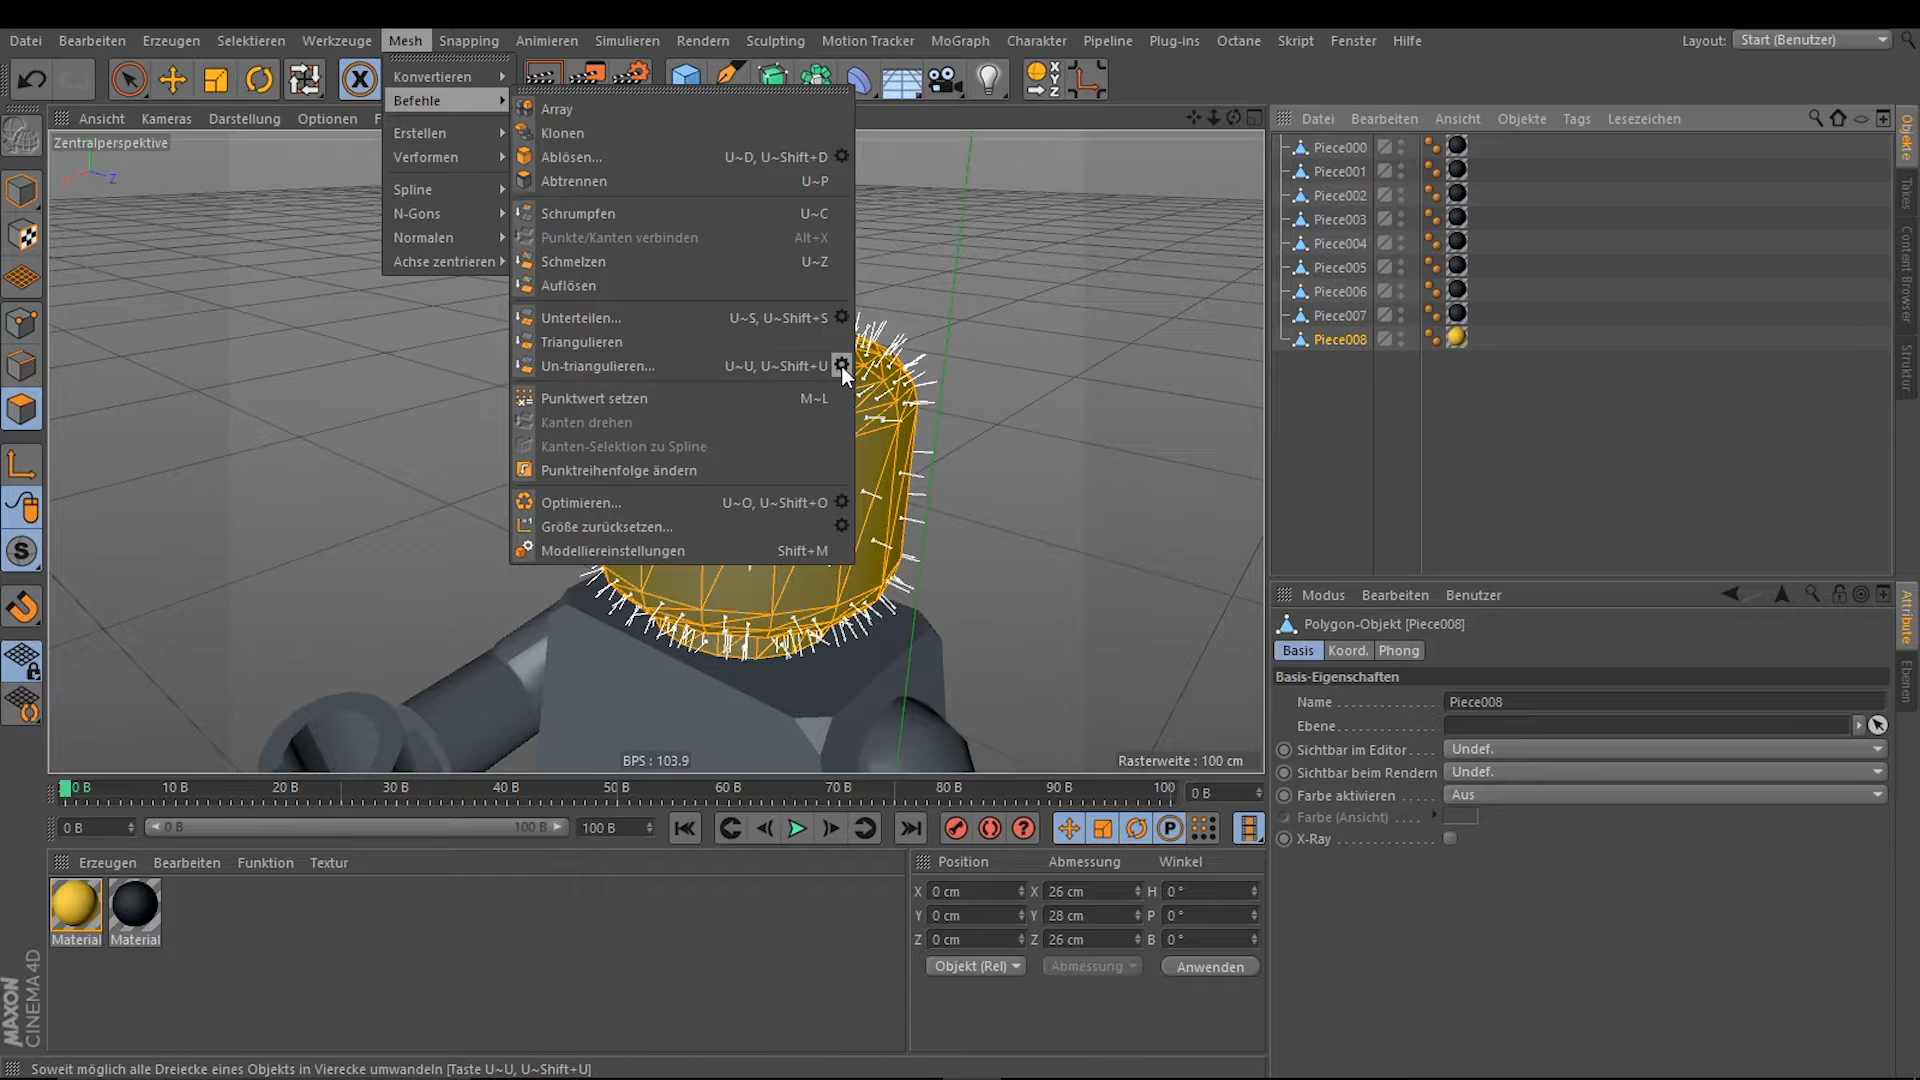 Datei Bearbeiten Erzeugen Selektieren Werkzeuge Mesh Snapping Animieren Simulieren Rendern Sculpting Motion Tracker MoGraph Charakter Pipeline Plug-ins Octane Skript Fenster Hilfe Layout: Start (Benutzer)
Konvertieren
Befehle
Erstellen
Verformen
Spline
N-Gons
Normalen
Achse zentrieren
Array
Klonen
Ablösen... U~D, U~Shift+D
Abtrennen U~P
Schrumpfen U~C
Punkte/Kanten verbinden Alt+X
Schmelzen U~Z
Auflösen
Unterteilen... U~S, U~Shift+S
Triangulieren
Un-triangulieren... U~U, U~Shift+U
Punktwert setzen M~L
Kanten drehen
Kanten-Selektion zu Spline
Punktreihenfolge ändern
Optimieren... U~O, U~Shift+O
Größe zurücksetzen...
Modelliereinstellungen Shift+M
Ansicht Kameras Darstellung Optionen F
Zentralperspektive
X Z
BPS : 103.9 Rasterweite : 100 cm
Datei Bearbeiten Ansicht Objekte Tags Lesezeichen
Piece000
Piece001
Piece002
Piece003
Piece004
Piece005
Piece006
Piece007
Piece008
Objekte
Takes
Content Browser
Struktur
Modus Bearbeiten Benutzer
Polygon-Objekt [Piece008]
Basis Koord. Phong
Basis-Eigenschaften
Name Piece008
Ebene
Sichtbar im Editor Undef.
Sichtbar beim Rendern Undef.
Farbe aktivieren Aus
Farbe (Ansicht)
X-Ray
Attribute
Ebenen
0 B 10 B 20 B 30 B 40 B 50 B 60 B 70 B 80 B 90 B 100 0 B
0 B 0 B 100 B 100 B
Erzeugen Bearbeiten Funktion Textur
Material Material
Position Abmessung Winkel
X 0 cm X 26 cm H 0 °
Y 0 cm Y 28 cm P 0 °
Z 0 cm Z 26 cm B 0 °
Objekt (Rel) Abmessung Anwenden
MAXON
CINEMA 4D
Soweit möglich alle Dreiecke eines Objekts in Vierecke umwandeln [Taste U~U, U~Shift+U]